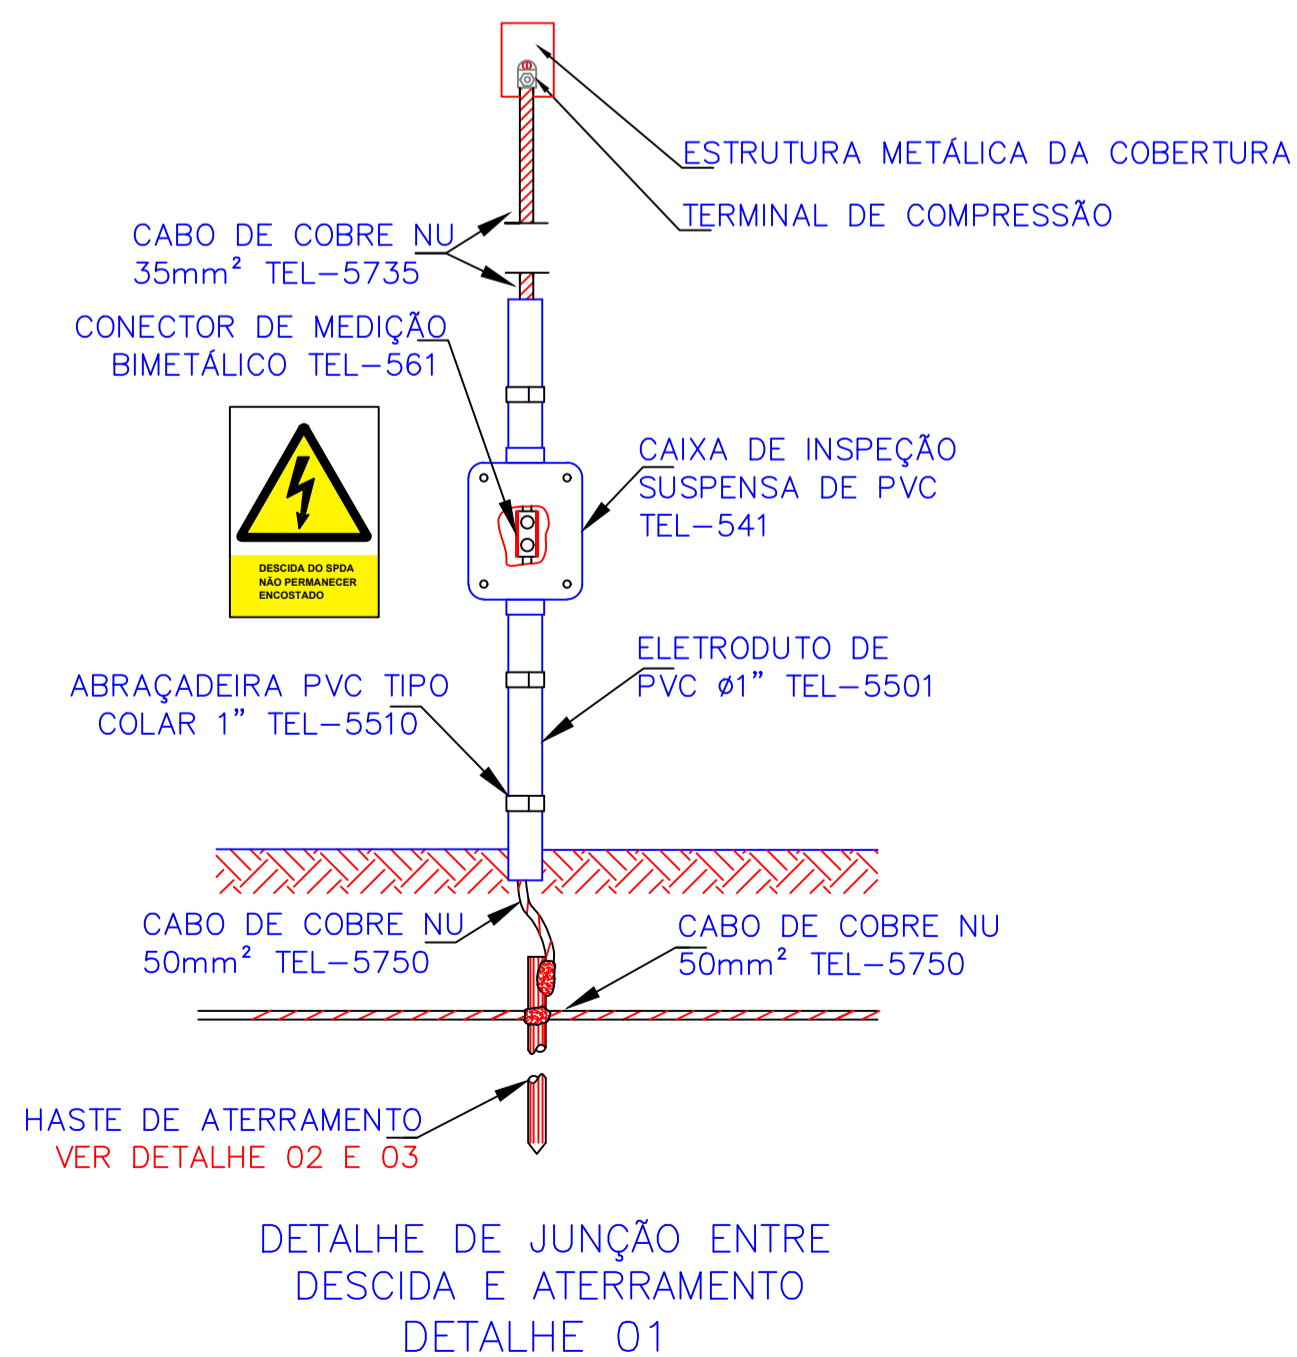 ESTRUTURA METÁLICA DA COBERTURA
TERMINAL DE COMPRESSÃO
CABO DE COBRE NU
35mm² TEL-5735
CONECTOR DE MEDIÇÃO
BIMETÁLICO TEL-561
DESCIDA DO SPDA
NÃO PERMANECER
ENCOSTADO
CAIXA DE INSPEÇÃO
SUSPENSA DE PVC
TEL-541
ELETRODUTO DE
PVC ø1” TEL-5501
ABRAÇADEIRA PVC TIPO
COLAR 1” TEL-5510
CABO DE COBRE NU
50mm² TEL-5750
CABO DE COBRE NU
50mm² TEL-5750
HASTE DE ATERRAMENTO
VER DETALHE 02 E 03
DETALHE DE JUNÇÃO ENTRE
DESCIDA E ATERRAMENTO
DETALHE 01